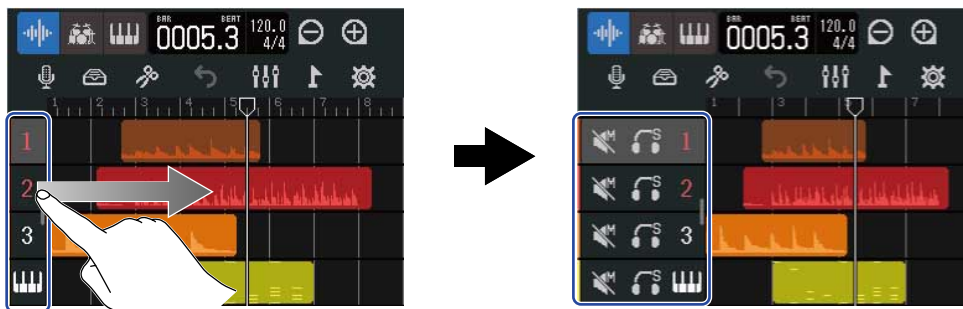 BAR BEAT
0005.3 120.0 4/4
1 2 3 4 5 6 7 8
1
2
3
BAR BEAT
0005.3 120.0 4/4
1 3 5 7
M S 1
M S 2
M S 3
M S